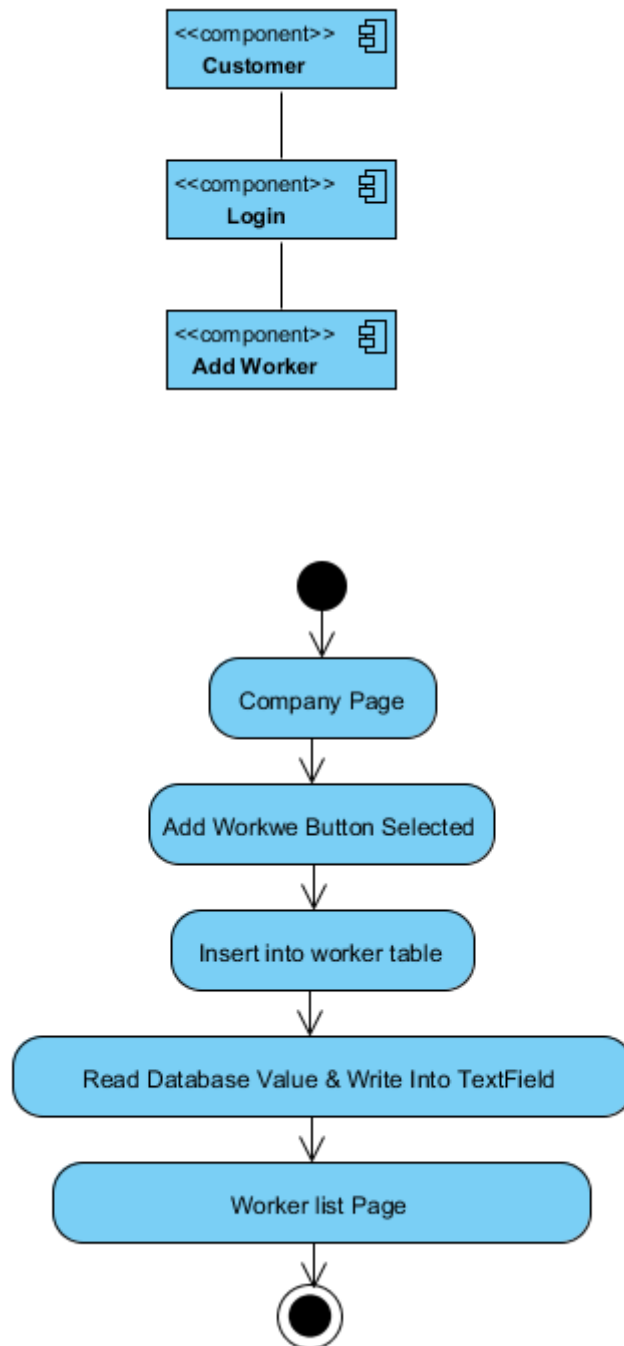 <<component>>
Customer
<<component>>
Login
<<component>>
Add Worker
Company Page
Add Workwe Button Selected
Insert into worker table
Read Database Value & Write Into TextField
Worker list Page